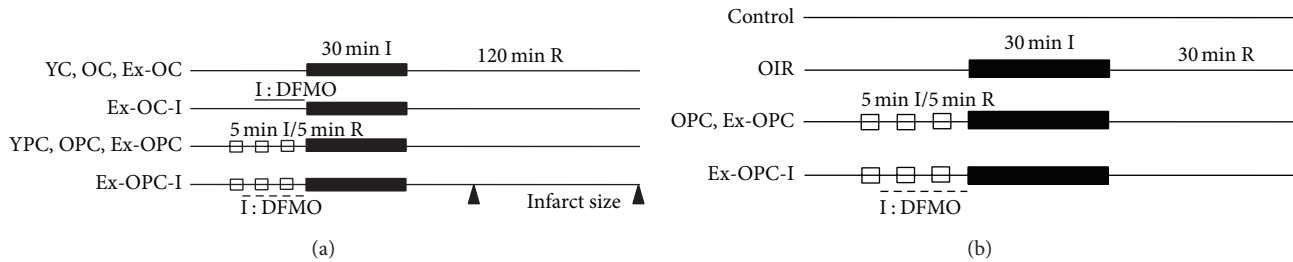 30 min I
120 min R
YC, OC, Ex-OC
I : DFMO
Ex-OC-I
5 min I/5 min R
YPC, OPC, Ex-OPC
Ex-OPC-I
I : DFMO
Infarct size
(a)
Control
30 min I
30 min R
OIR
5 min I/5 min R
OPC, Ex-OPC
Ex-OPC-I
I : DFMO
(b)